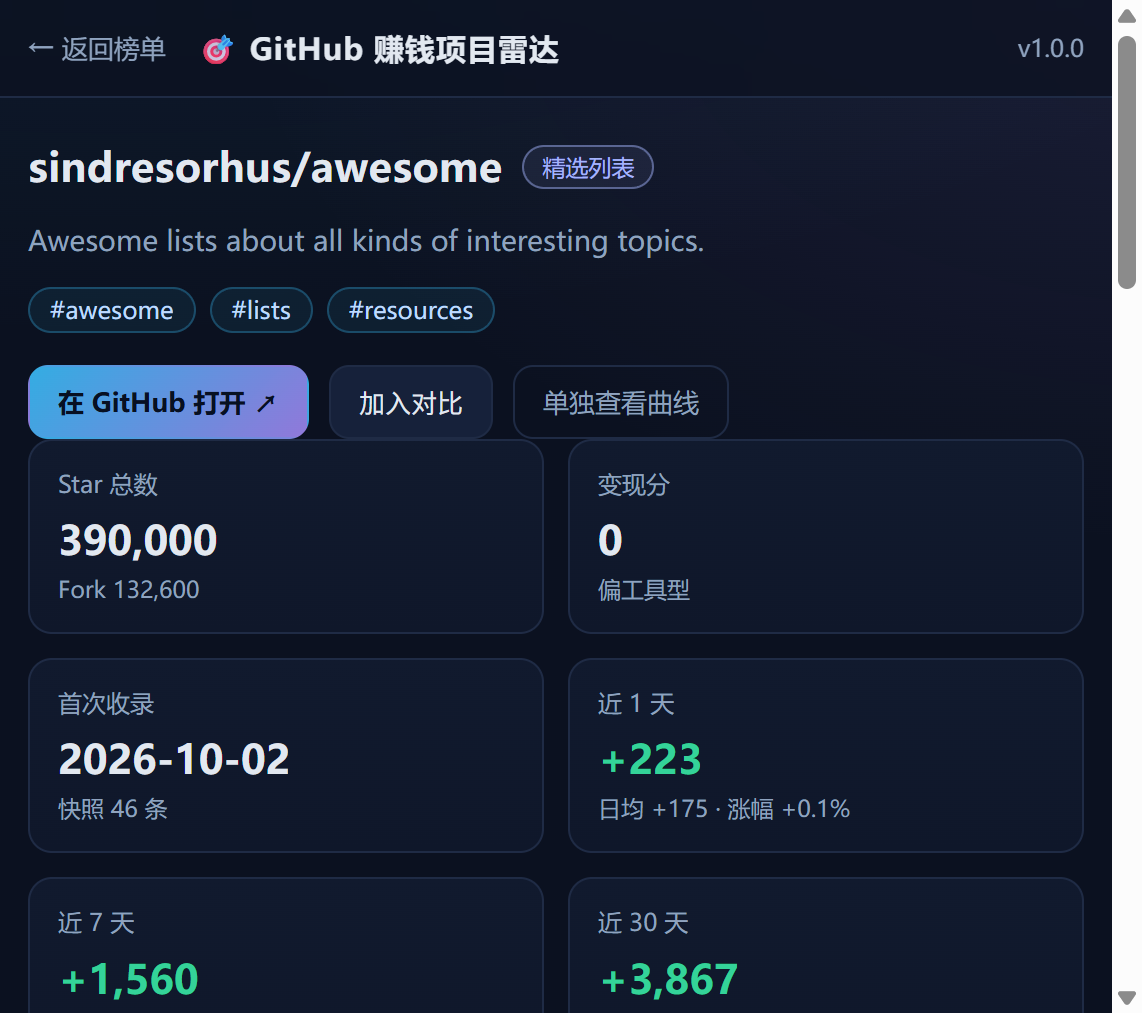 ← 返回榜单 🎯 GitHub 赚钱项目雷达 v1.0.0
sindresorhus/awesome 精选列表
Awesome lists about all kinds of interesting topics.
#awesome #lists #resources
在 GitHub 打开 ↗ 加入对比 单独查看曲线
Star 总数
390,000
Fork 132,600
变现分
0
偏工具型
首次收录
2026-10-02
快照 46 条
近 1 天
+223
日均 +175 · 涨幅 +0.1%
近 7 天
+1,560
近 30 天
+3,867